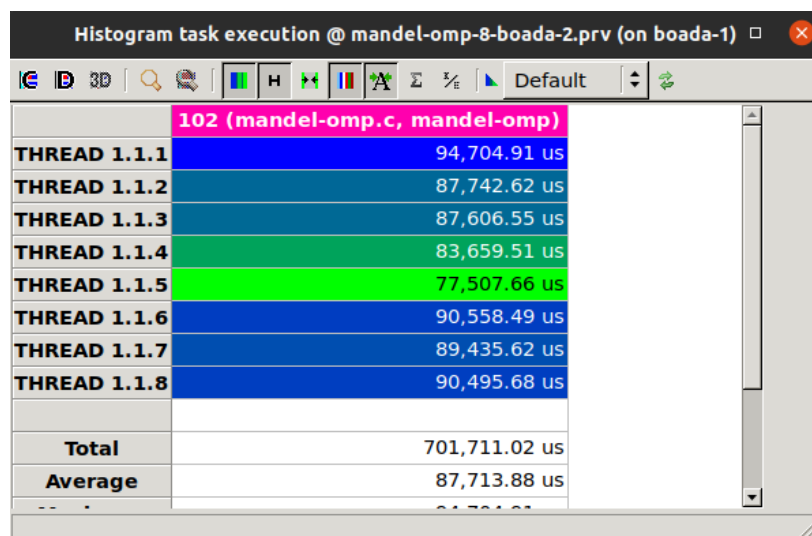 Histogram task execution @ mandel-omp-8-boada-2.prv (on boada-1)
3D H A Σ Default
102 (mandel-omp.c, mandel-omp)
THREAD 1.1.1 94,704.91 us
THREAD 1.1.2 87,742.62 us
THREAD 1.1.3 87,606.55 us
THREAD 1.1.4 83,659.51 us
THREAD 1.1.5 77,507.66 us
THREAD 1.1.6 90,558.49 us
THREAD 1.1.7 89,435.62 us
THREAD 1.1.8 90,495.68 us
Total 701,711.02 us
Average 87,713.88 us